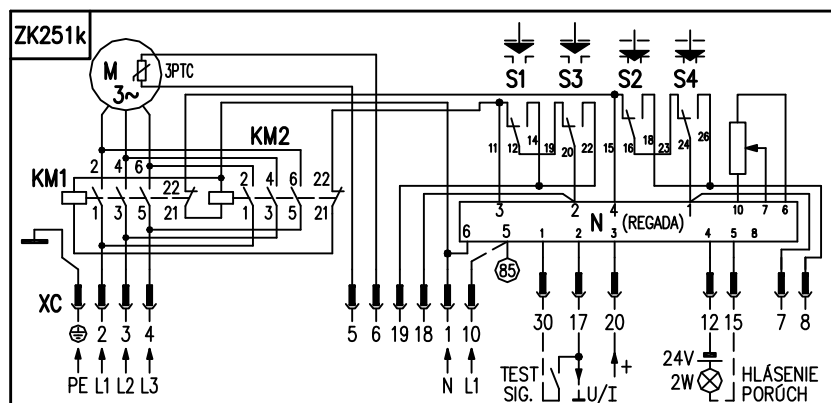 ZK251k
S1 S3 S2 S4
M
3~
3PTC
KM2
KM1
2 4 6 22 2 4 6 22
1 3 5 21 1 3 5 21
11 12 14 19 20 22 15 16 18 23 24 26
3 2 4 1 10 7 6
N (REGADA)
6 5 1 2 3 4 5 8
85
XC
2 3 4 5 6 19 18 1 10 30 17 20 12 15 7 8
PE L1 L2 L3 N L1
TEST
SIG.
U/I
+
24V
2W
HLÁSENIE
PORÚCH